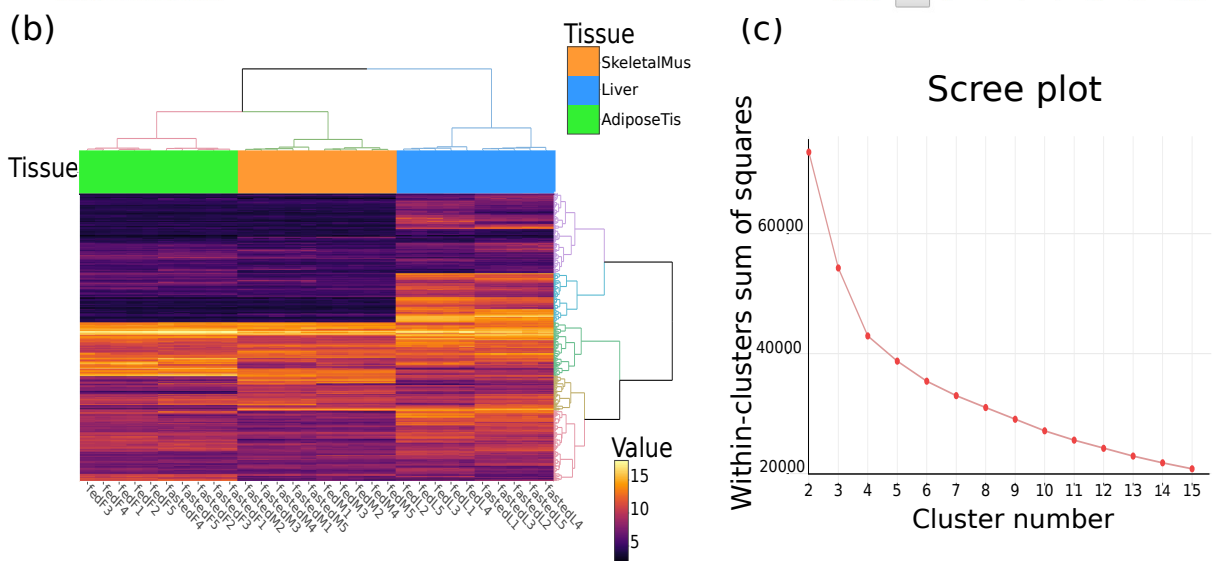 (b)
Tissue
SkeletalMus
Liver
AdiposeTis
Tissue
Value
15
10
5
fedF3
fedF4
fedF1
fedF2
fedF5
fastedF4
fastedF5
fastedF2
fastedF3
fastedF1
fastedM2
fastedM3
fastedM4
fastedM1
fastedM5
fedM1
fedM3
fedM2
fedM4
fedM5
fedL2
fedL5
fedL3
fedL1
fedL4
fastedL1
fastedL3
fastedL2
fastedL5
fastedL4
(c)
Scree plot
Within-clusters sum of squares
60000
40000
20000
2 3 4 5 6 7 8 9 10 11 12 13 14 15
Cluster number